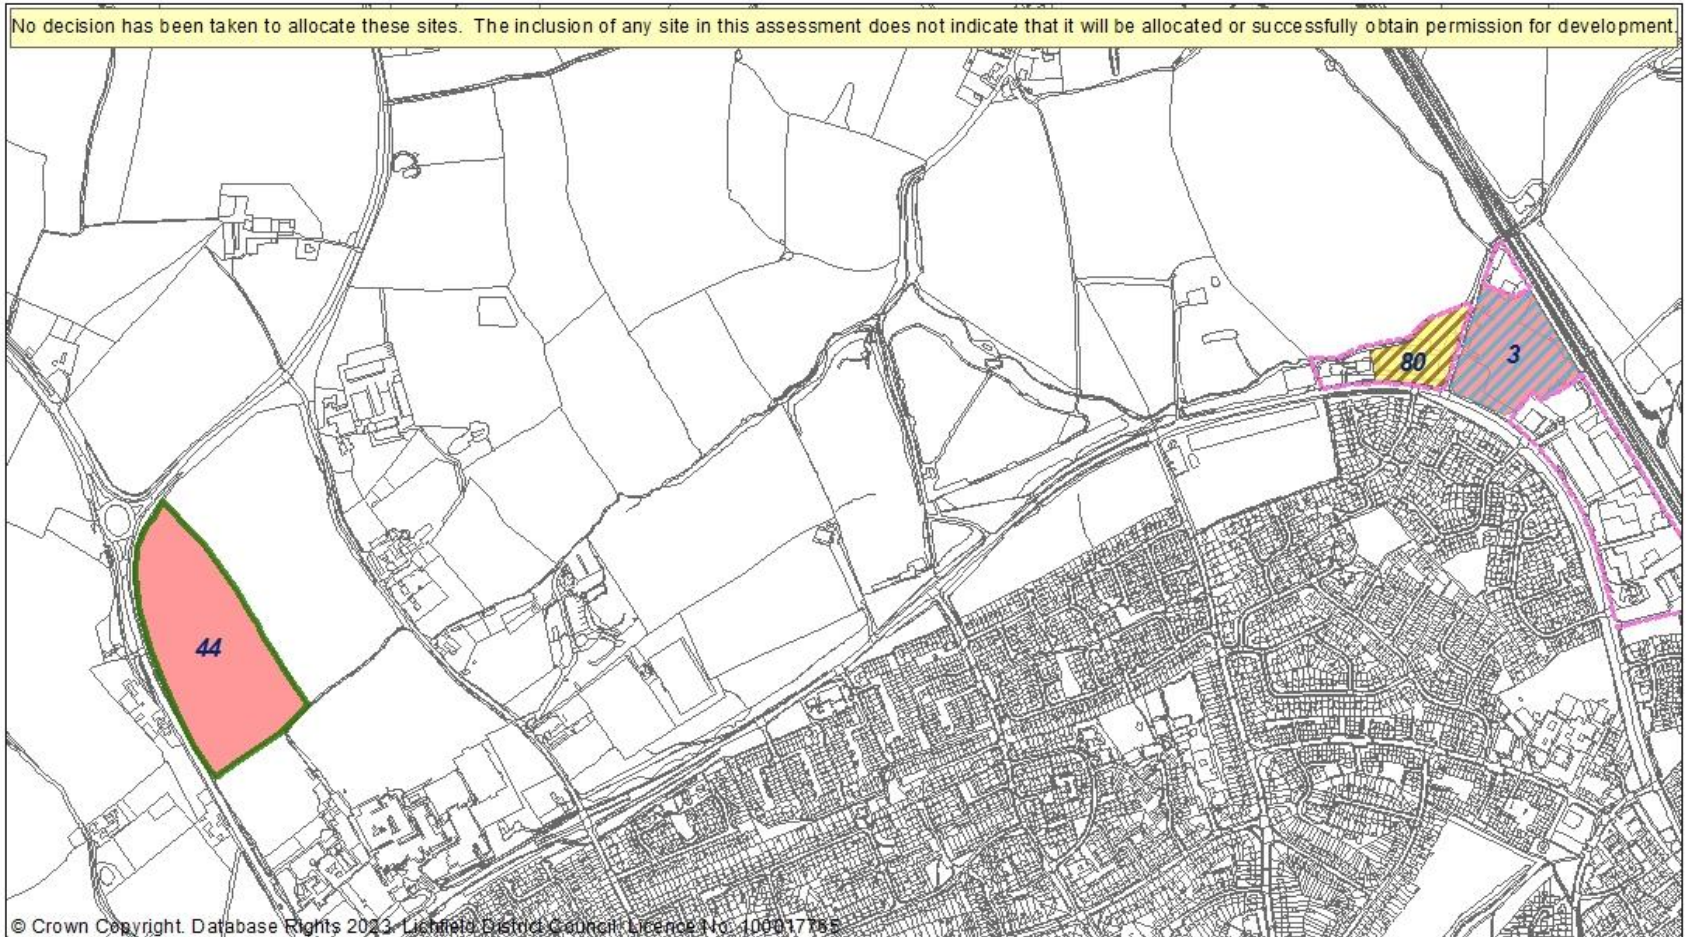 No decision has been taken to allocate these sites. The inclusion of any site in this assessment does not indicate that it will be allocated or successfully obtain permission for development.
3
80
44
© Crown Copyright. Database Rights 2023. Lichfield District Council. Licence No: 100017765